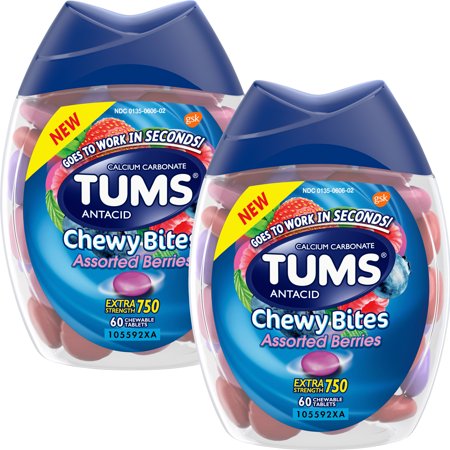 NDC 0135-0606-02
gsk
NEW
GOES TO WORK IN SECONDS!
CALCIUM CARBONATE
TUMS®
ANTACID
Chewy Bites
Assorted Berries
EXTRA
STRENGTH 750
60 CHEWABLE
TABLETS
105592XA
NDC 0135-0606-02
gsk
NEW
GOES TO WORK IN SECONDS!
CALCIUM CARBONATE
TUMS®
ANTACID
Chewy Bites
Assorted Berries
EXTRA
STRENGTH 750
60 CHEWABLE
TABLETS
105592XA